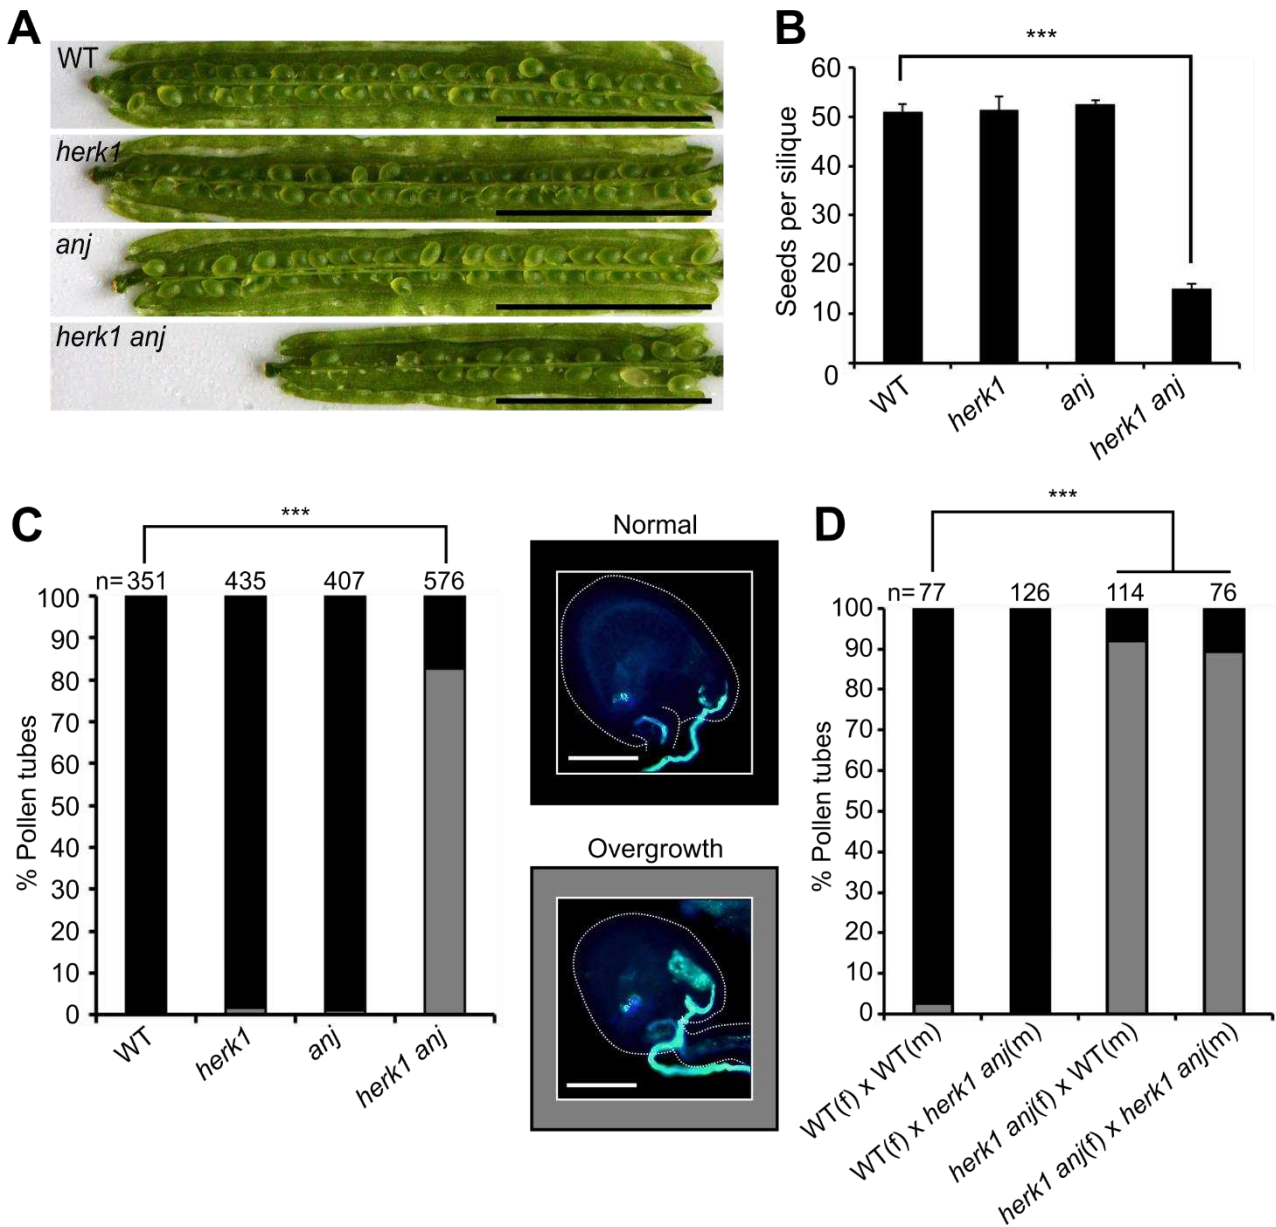 A
WT
herk1
anj
herk1 anj
B
***
Seeds per silique
60
50
40
30
20
10
0
WT
herk1
anj
herk1 anj
C
***
n=351 435 407 576
% Pollen tubes
100
90
80
70
60
50
40
30
20
10
0
WT
herk1
anj
herk1 anj
Normal
Overgrowth
D
***
n=77 126 114 76
% Pollen tubes
100
90
80
70
60
50
40
30
20
10
0
WT(f) x WT(m)
WT(f) x herk1 anj(m)
herk1 anj(f) x WT(m)
herk1 anj(f) x herk1 anj(m)